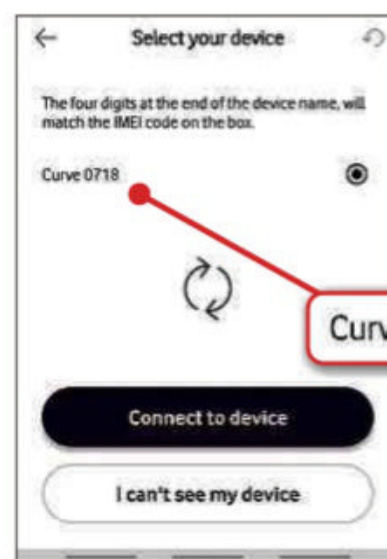 Select your device
The four digits at the end of the device name, will
match the IMEI code on the box.
Curve 0718
Curv
Connect to device
I can't see my device